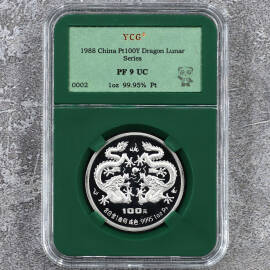 YCG
1988 China Pt100Y Dragon Lunar
Series
PF 9 UC
0002
1oz 99.95% Pt
100元